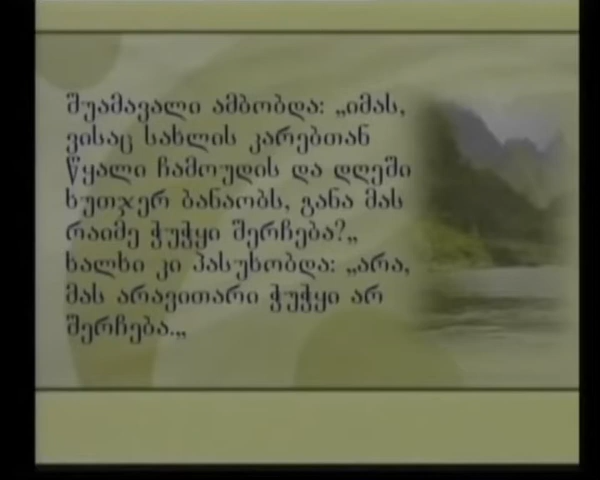 შუამავალი ამბობდა: „იმას,
ვისაც სახლის კარებთან
წყალი ჩამოუდის და დღეში
ხუთჯერ ბანაობს, განა მას
რაიმე ჭუჭყი შერჩება?„
ხალხი კი პასუხობდა: „არა,
მას არავითარი ჭუჭყი არ
შერჩება.„